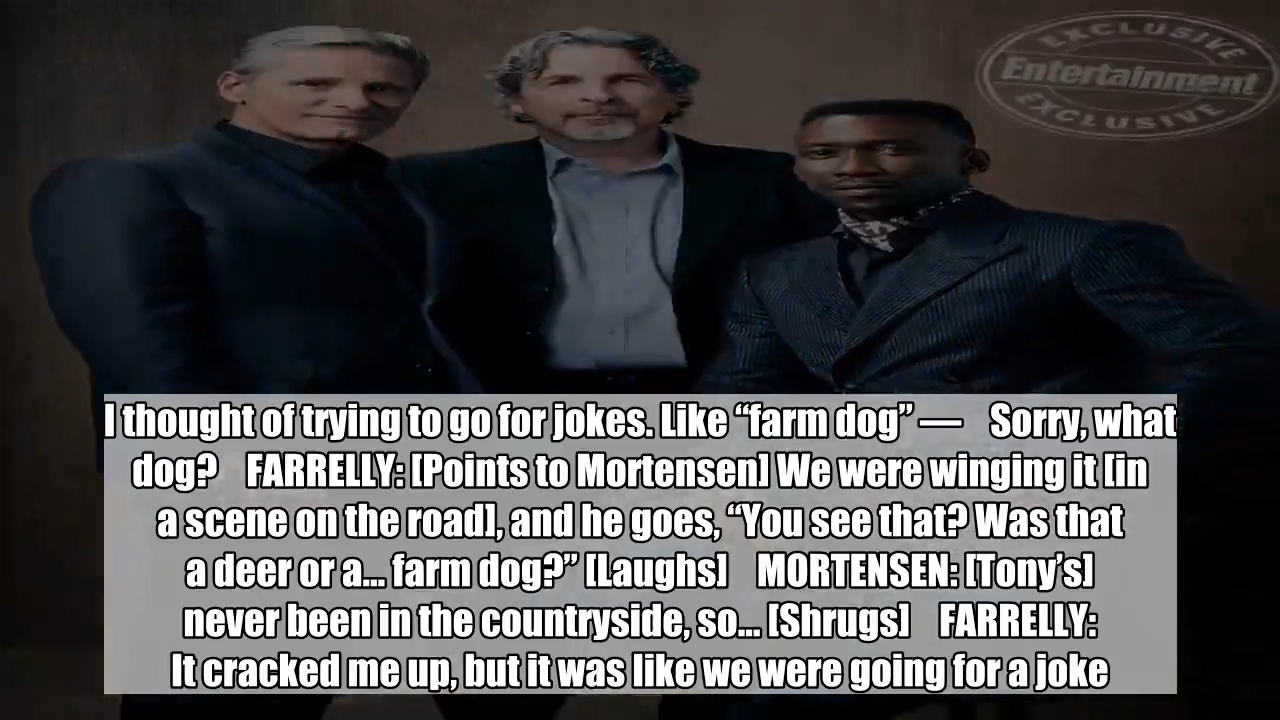 EXCLUSIVE
Entertainment
EXCLUSIVE
I thought of trying to go for jokes. Like “farm dog” — Sorry, what
dog? FARRELLY: [Points to Mortensen] We were winging it [in
a scene on the road], and he goes, “You see that? Was that
a deer or a... farm dog?” [Laughs] MORTENSEN: [Tony’s]
never been in the countryside, so... [Shrugs] FARRELLY:
It cracked me up, but it was like we were going for a joke